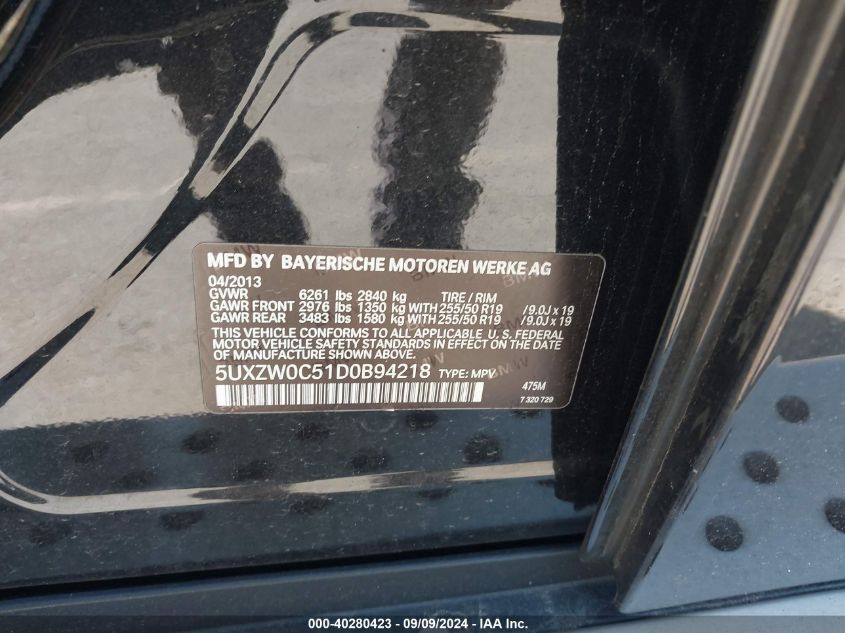 MFD BY BAYERISCHE MOTOREN WERKE AG
04/2013
GVWR 6261 lbs 2840 kg TIRE / RIM
GAWR FRONT 2976 lbs 1350 kg WITH 255/50 R19 / 9.0J x 19
GAWR REAR 3483 lbs 1580 kg WITH 255/50 R19 / 9.0J x 19
THIS VEHICLE CONFORMS TO ALL APPLICABLE U. S. FEDERAL
MOTOR VEHICLE SAFETY STANDARDS IN EFFECT ON THE DATE
OF MANUFACTURE SHOWN ABOVE.
5UXZW0C51D0B94218 TYPE: MPV
475M
7 320 729
000-40280423 - 09/09/2024 - IAA Inc.